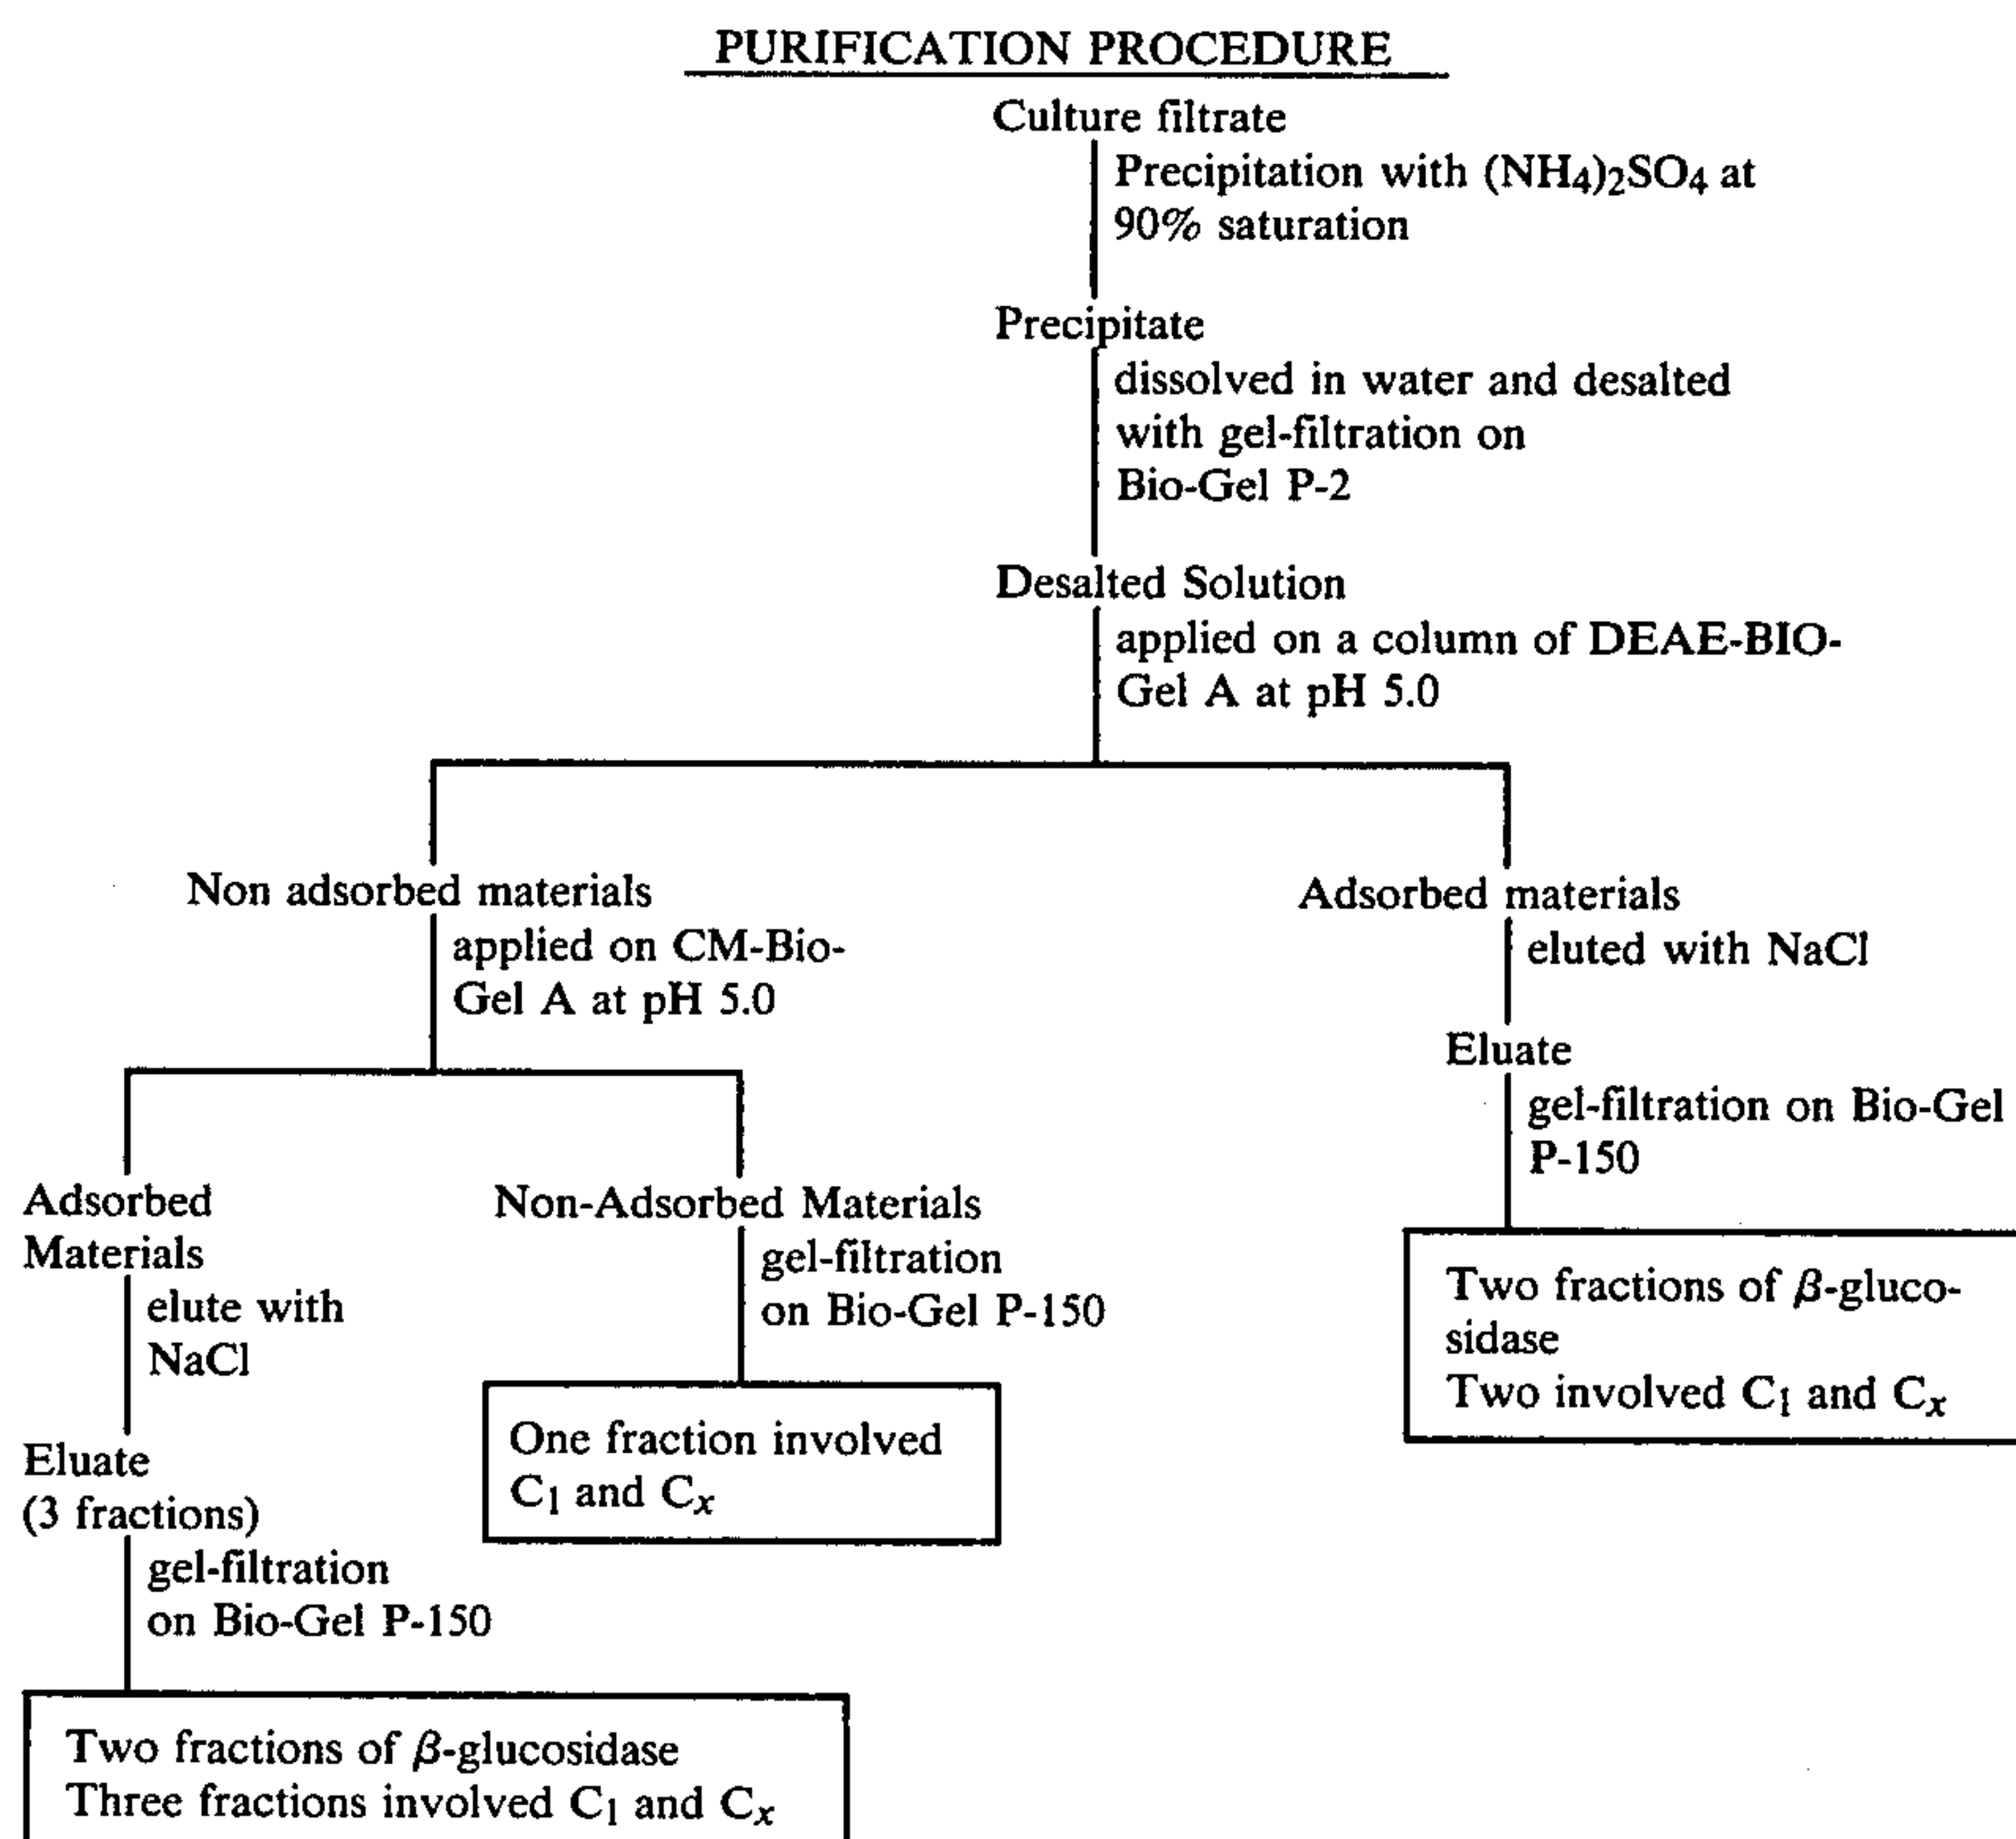 PURIFICATION PROCEDURE
Culture filtrate
Precipitation with (NH4)2SO4 at
90% saturation
Precipitate
dissolved in water and desalted
with gel-filtration on
Bio-Gel P-2
Desalted Solution
applied on a column of DEAE-BIO-
Gel A at pH 5.0
Non adsorbed materials
applied on CM-Bio-
Gel A at pH 5.0
Adsorbed
Materials
elute with
NaCl
Eluate
(3 fractions)
gel-filtration
on Bio-Gel P-150
Two fractions of β-glucosidase
Three fractions involved C1 and Cx
Non-Adsorbed Materials
gel-filtration
on Bio-Gel P-150
One fraction involved
C1 and Cx
Adsorbed materials
eluted with NaCl
Eluate
gel-filtration on Bio-Gel
P-150
Two fractions of β-gluco-
sidase
Two involved C1 and Cx